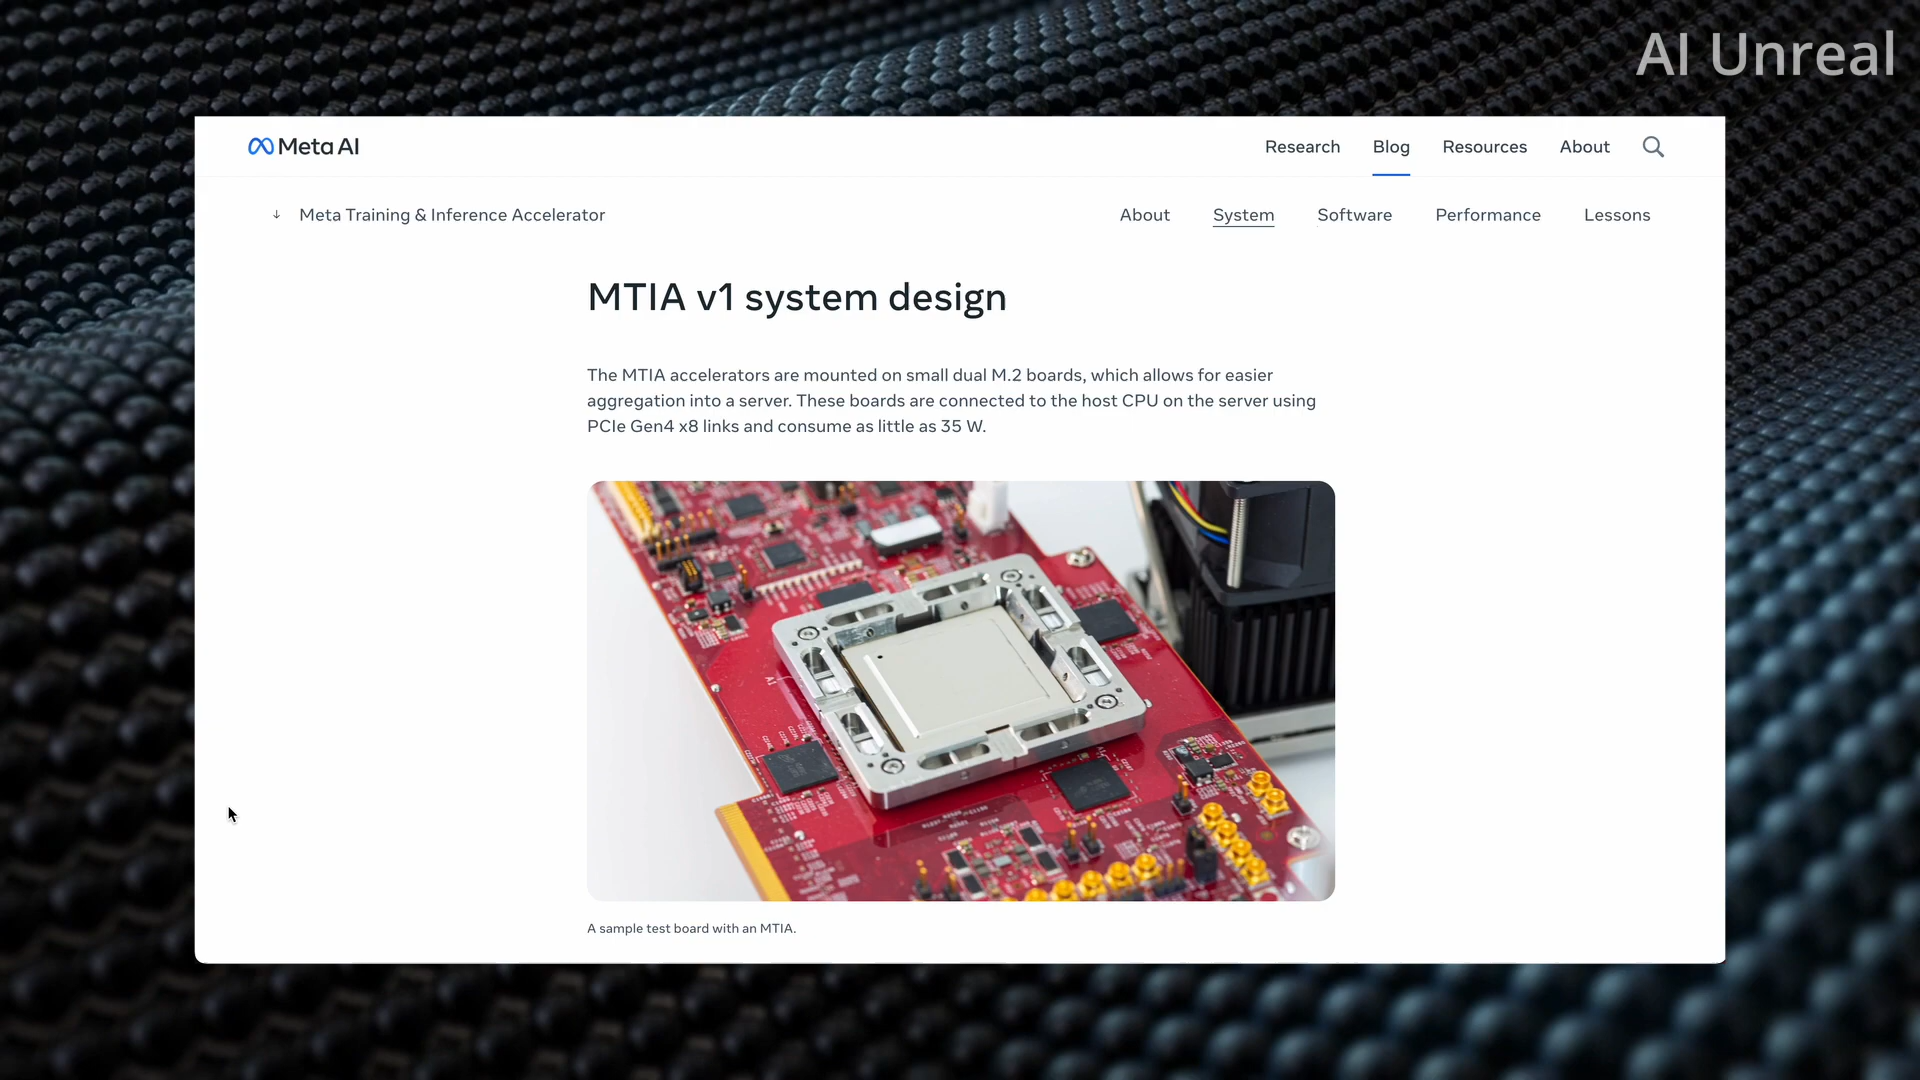 AI Unreal
Meta AI
Research Blog Resources About
Meta Training & Inference Accelerator
About System Software Performance Lessons
MTIA v1 system design
The MTIA accelerators are mounted on small dual M.2 boards, which allows for easier
aggregation into a server. These boards are connected to the host CPU on the server using
PCIe Gen4 x8 links and consume as little as 35 W.
A1
A sample test board with an MTIA.